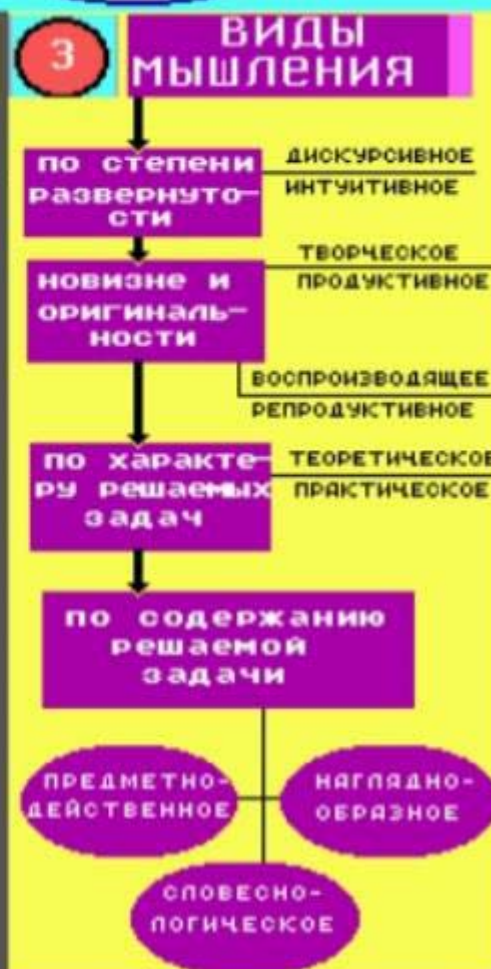 3
ВИДЫ
МЫШЛЕНИЯ
ПО СТЕПЕНИ
РАЗВЕРНУТО-
СТИ
ДИСКУРСИВНОЕ
ИНТУИТИВНОЕ
НОВИЗНЕ И
ОРИГИНАЛЬ-
НОСТИ
ТВОРЧЕСКОЕ
ПРОДУКТИВНОЕ
ВОСПРОИЗВОДЯЩЕЕ
РЕПРОДУКТИВНОЕ
ПО ХАРАКТЕ-
РУ РЕШАЕМЫХ
ЗАДАЧ
ТЕОРЕТИЧЕСКОЕ
ПРАКТИЧЕСКОЕ
ПО СОДЕРЖАНИЮ
РЕШАЕМОЙ
ЗАДАЧИ
ПРЕДМЕТНО-
ДЕЙСТВЕННОЕ
НАГЛЯДНО-
ОБРАЗНОЕ
СЛОВЕСНО-
ЛОГИЧЕСКОЕ